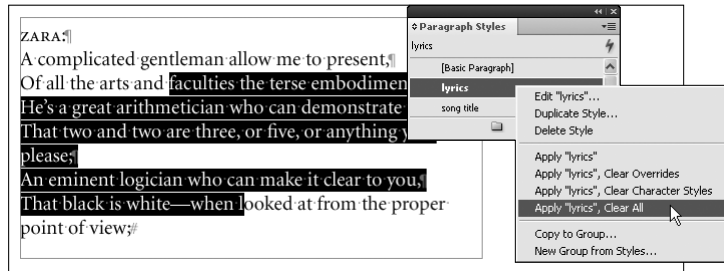 ZARA:
A complicated gentleman allow me to present,
Of all the arts and faculties the terse embodimen
He's a great arithmetician who can demonstrate
That two and two are three, or five, or anything
please;
An eminent logician who can make it clear to you,
That black is white—when looked at from the proper
point of view;
Paragraph Styles
lyrics
[Basic Paragraph]
lyrics
song title
Edit "lyrics"...
Duplicate Style...
Delete Style
Apply "lyrics"
Apply "lyrics", Clear Overrides
Apply "lyrics", Clear Character Styles
Apply "lyrics", Clear All
Copy to Group...
New Group from Styles...